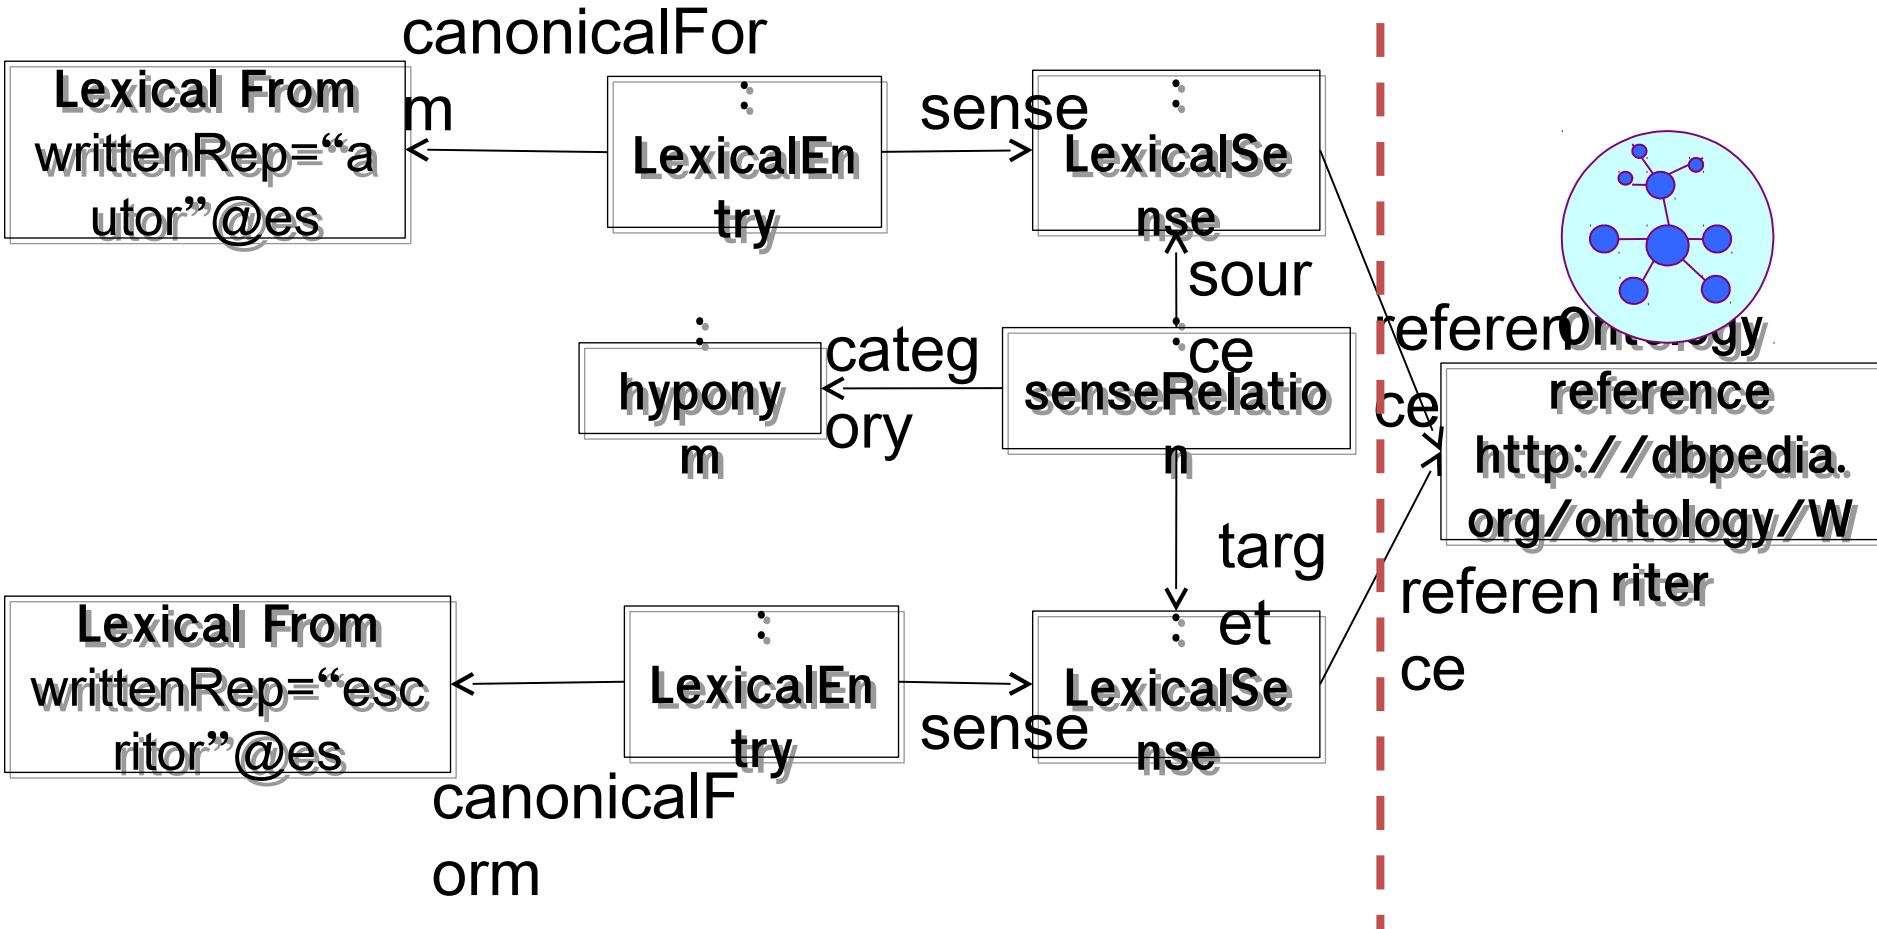 canonicalFor
m
Lexical From
writtenRep=“a
utor”@es
:
LexicalEn
try
sense
:
LexicalSe
nse
sour
ce
:
hyponym
m
categ
ory
:
senseRelatio
n
referen
ce
Ontology
reference
http://dbpedia.
org/ontology/W
riter
targ
et
referen
ce
Lexical From
writtenRep=“esc
ritor”@es
:
LexicalEn
try
sense
:
LexicalSe
nse
canonicalF
orm